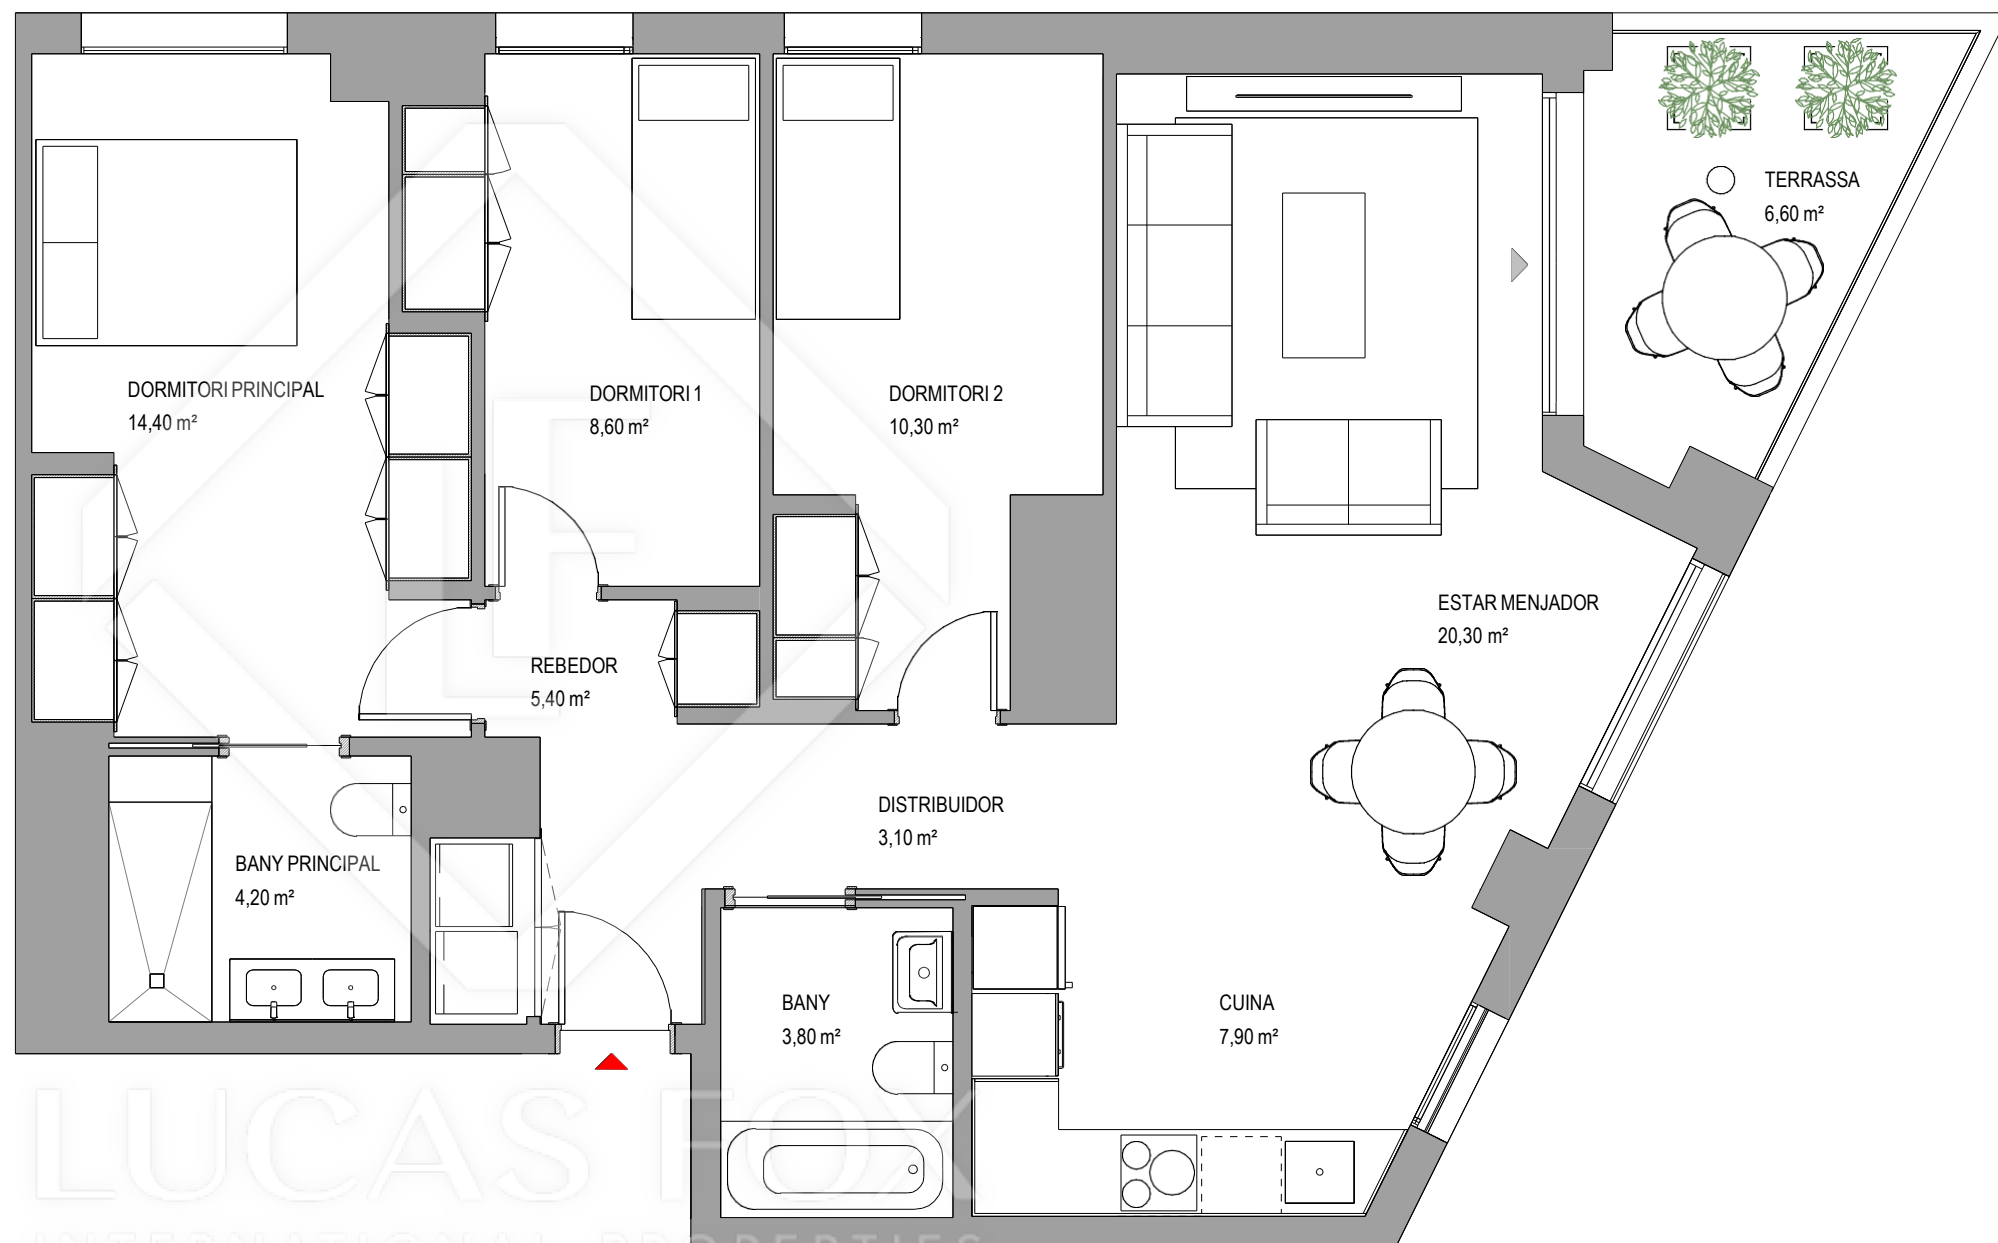 TERRASSA
6,60 m²
DORMITORI PRINCIPAL
14,40 m²
DORMITORI 1
8,60 m²
DORMITORI 2
10,30 m²
ESTAR MENJADOR
20,30 m²
REBEDOR
5,40 m²
DISTRIBUIDOR
3,10 m²
BANY PRINCIPAL
4,20 m²
BANY
3,80 m²
CUINA
7,90 m²
LUCAS FOX
INTERNATIONAL PROPERTIES